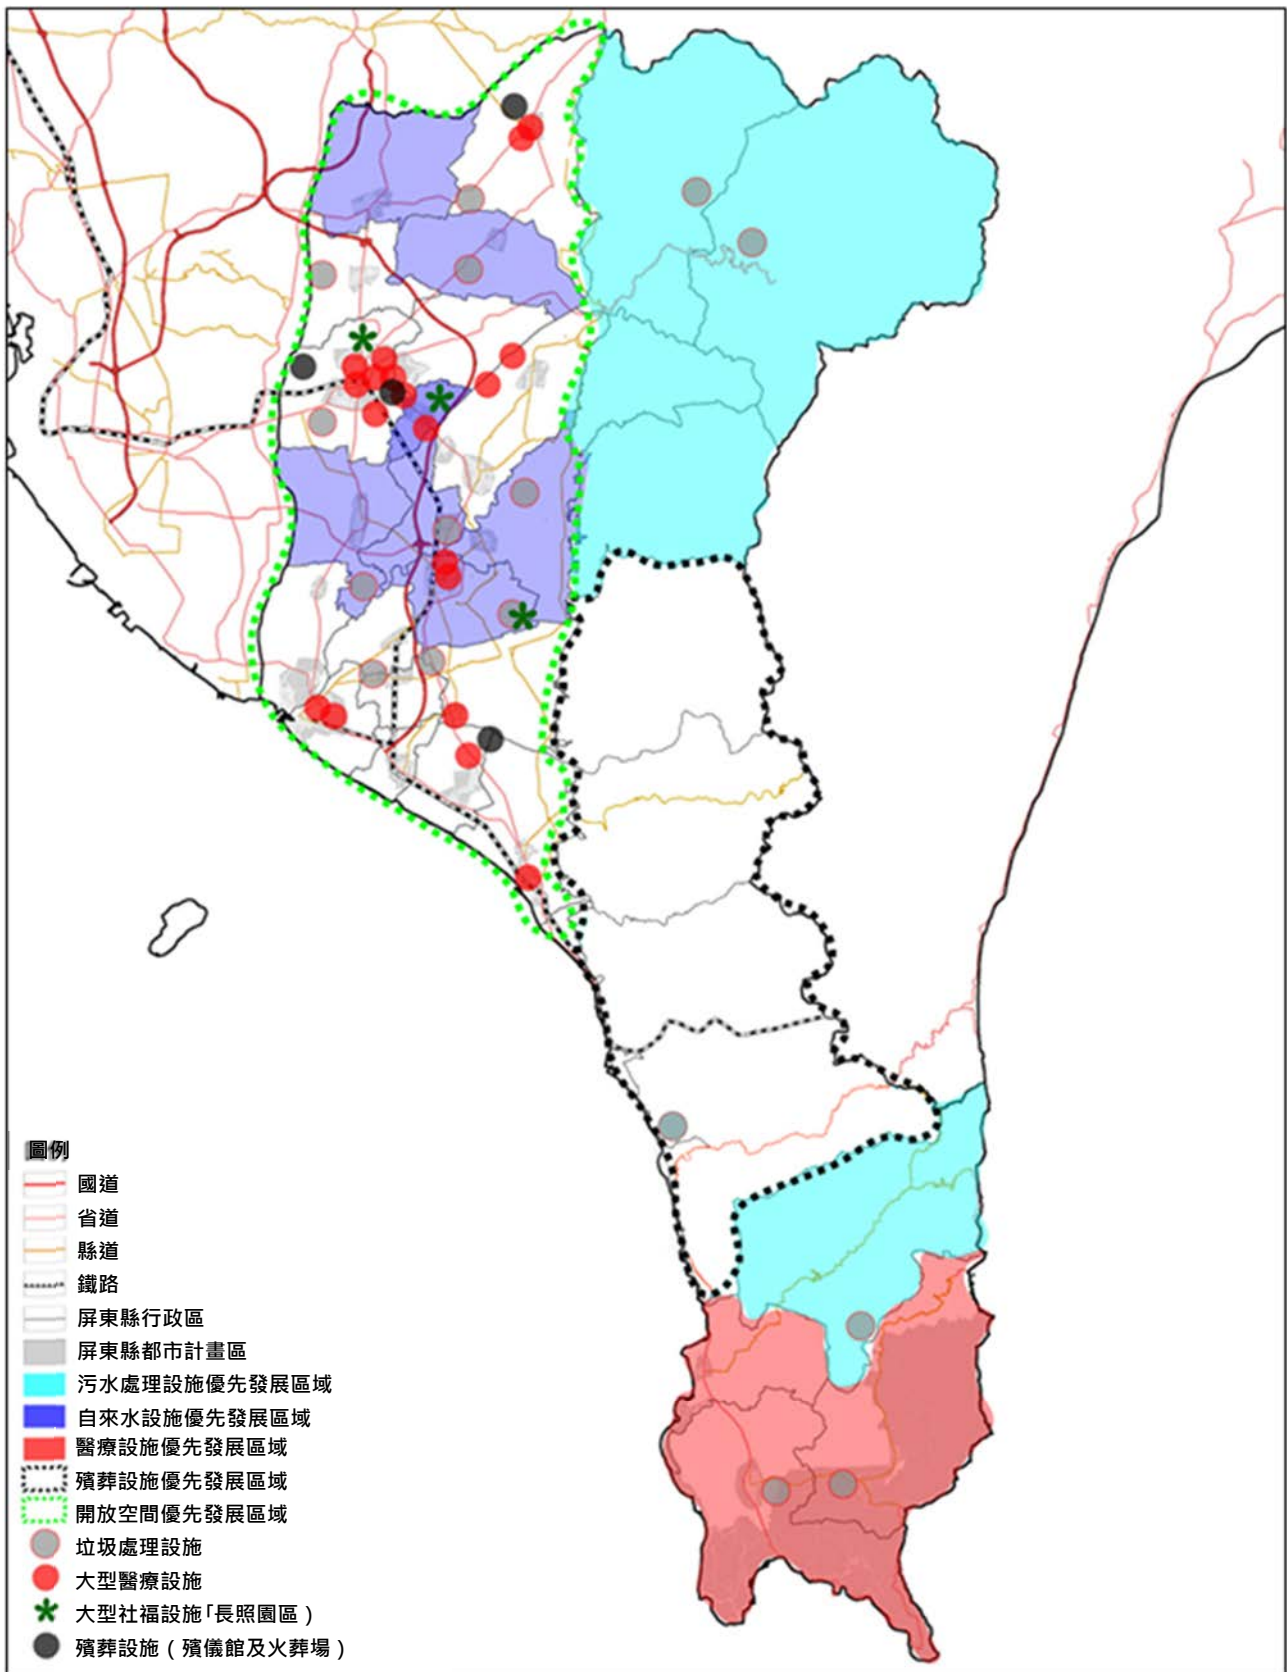 圖例
國道
省道
縣道
鐵路
屏東縣行政區
屏東縣都市計畫區
污水處理設施優先發展區域
自來水設施優先發展區域
醫療設施優先發展區域
殯葬設施優先發展區域
開放空間優先發展區域
垃圾處理設施
大型醫療設施
大型社福設施「長照園區）
殯葬設施（殯儀館及火葬場）